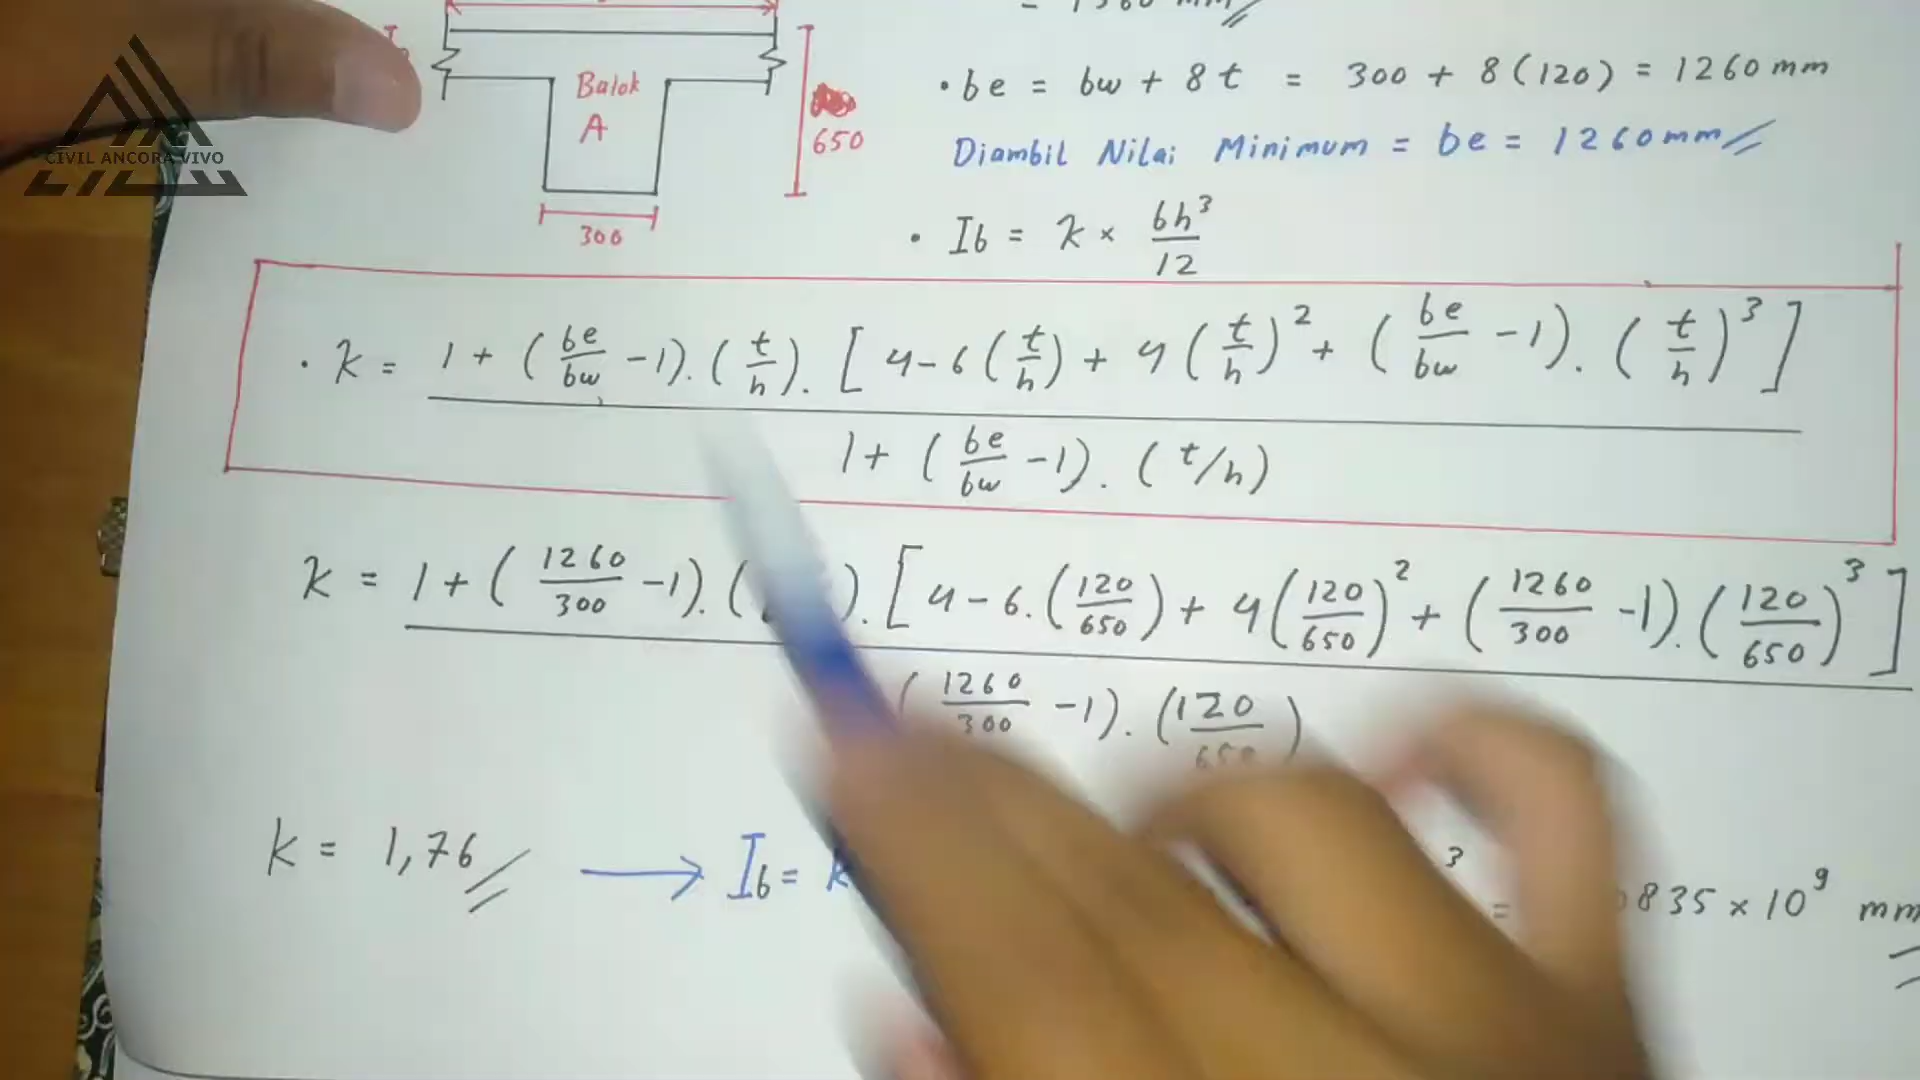 = 1560 mm
Balok
A
650
300
• be = bw + 8t = 300 + 8(120) = 1260 mm
Diambil Nilai Minimum = be = 1260 mm
• Ib = k × bh³/12
• k = 1 + (be/bw - 1).(t/h).[4-6(t/h) + 4(t/h)² + (be/bw - 1).(t/h)³]
1 + (be/bw - 1).(t/h)
k = 1 + (1260/300 - 1).( ).[4-6.(120/650) + 4(120/650)² + (1260/300 - 1).(120/650)³]
(1260/300 - 1).(120/650)
k = 1,76 → Ib = k 3 = 835 × 10⁹ mm
CIVIL ANCORA VIVO